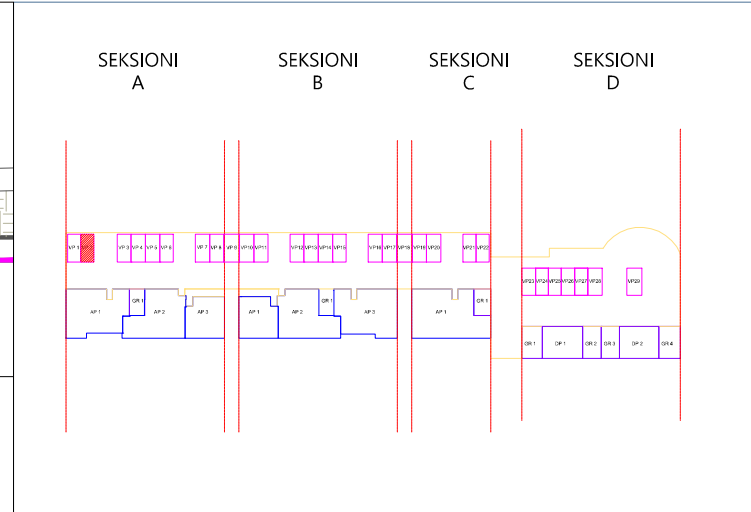 SEKSIONI A
SEKSIONI B
SEKSIONI C
SEKSIONI D
VP 1
VP 3 VP 4 VP 5 VP 6 VP 7 VP 8 VP 9 VP10 VP11 VP12 VP13 VP14 VP15 VP16 VP17 VP18 VP19 VP20 VP21 VP22
VP23 VP24 VP25 VP26 VP27 VP28 VP29
AP 1 GR 1 AP 2 AP 3 AP 1 AP 2 GR 1 AP 3 AP 1 GR 1
GR 1 DP 1 GR 2 GR 3 DP 2 GR 4